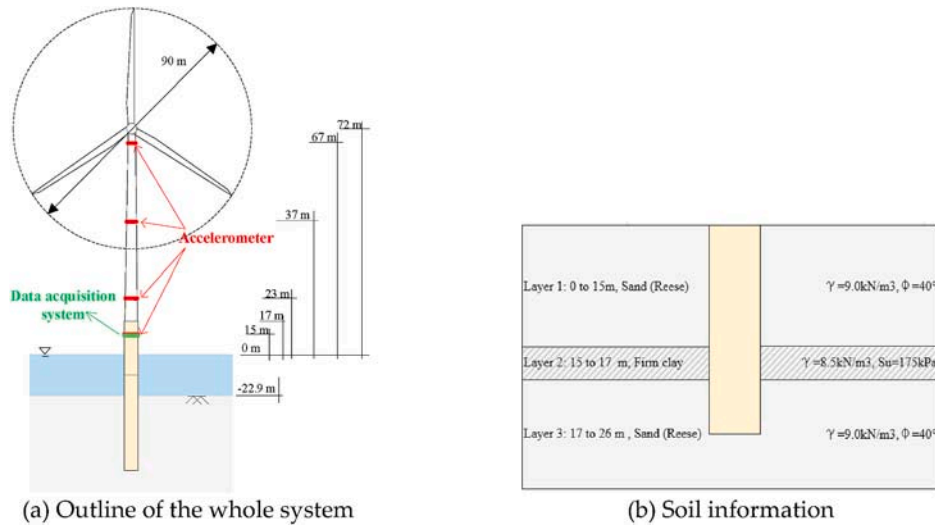 90 m
72 m
67 m
37 m
Accelerometer
Data acquisition
system
23 m
17 m
15 m
0 m
-22.9 m
(a) Outline of the whole system
Layer 1: 0 to 15m, Sand (Reese)
γ=9.0kN/m3, Φ=40°
Layer 2: 15 to 17 m, Firm clay
γ=8.5kN/m3, Su=175kPa
Layer 3: 17 to 26 m , Sand (Reese)
γ=9.0kN/m3, Φ=40°
(b) Soil information